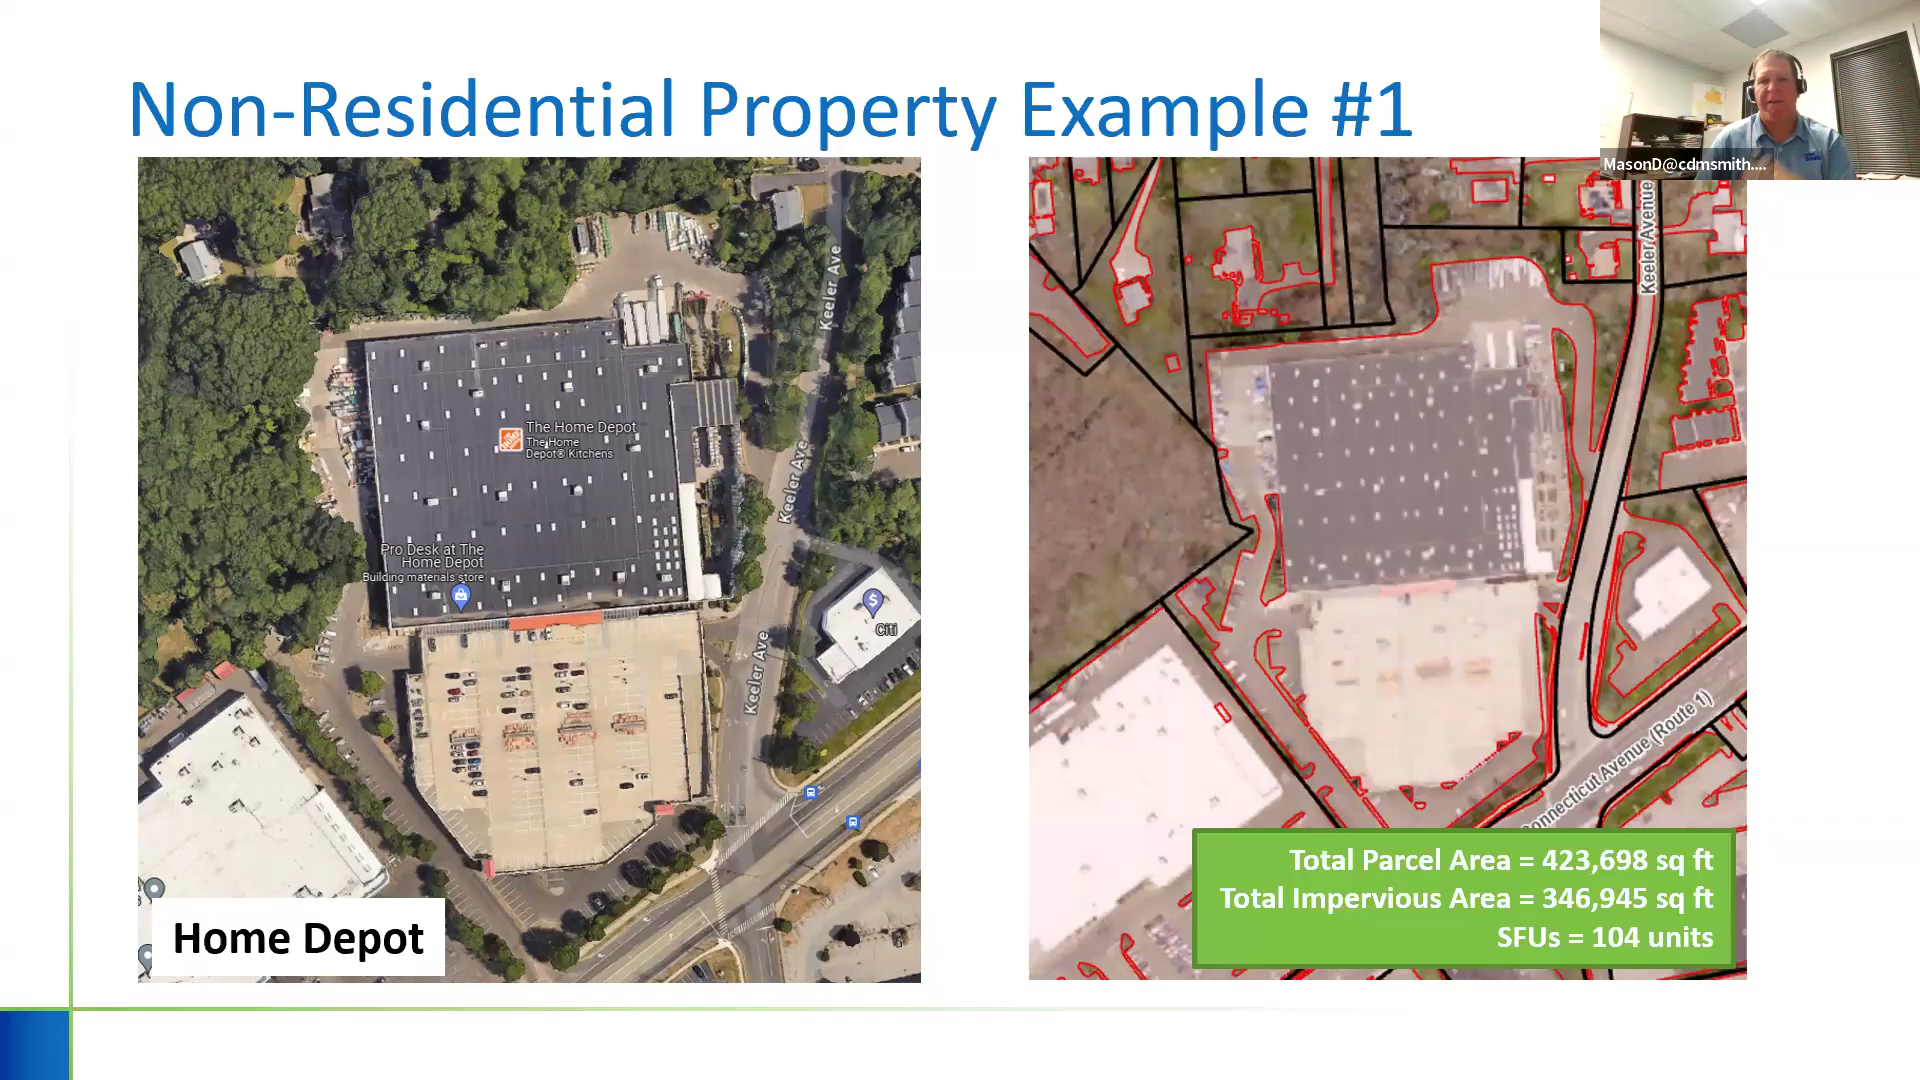 Non-Residential Property Example #1
MasonD@cdmsmith....
Keeler Ave
The Home Depot
The Home
Depot® Kitchens
Keeler Ave
Pro Desk at The
Home Depot
Building materials store
Citi
Keeler Ave
Home Depot
Keeler Avenue
Connecticut Avenue (Route 1)
Total Parcel Area = 423,698 sq ft
Total Impervious Area = 346,945 sq ft
SFUs = 104 units